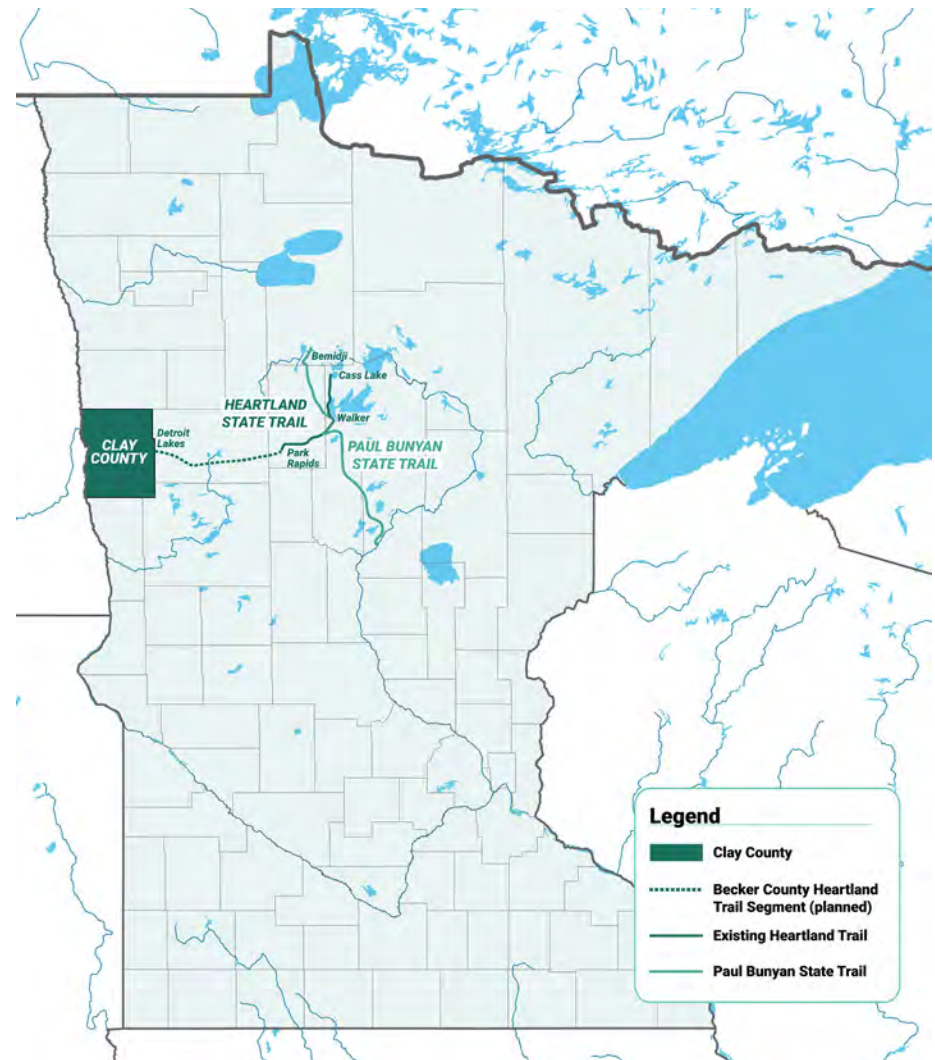 Bemidji
Cass Lake
HEARTLAND
STATE TRAIL
Walker
Detroit
Lakes
CLAY
COUNTY
Park
Rapids
PAUL BUNYAN
STATE TRAIL
Legend
Clay County
Becker County Heartland
Trail Segment (planned)
Existing Heartland Trail
Paul Bunyan State Trail